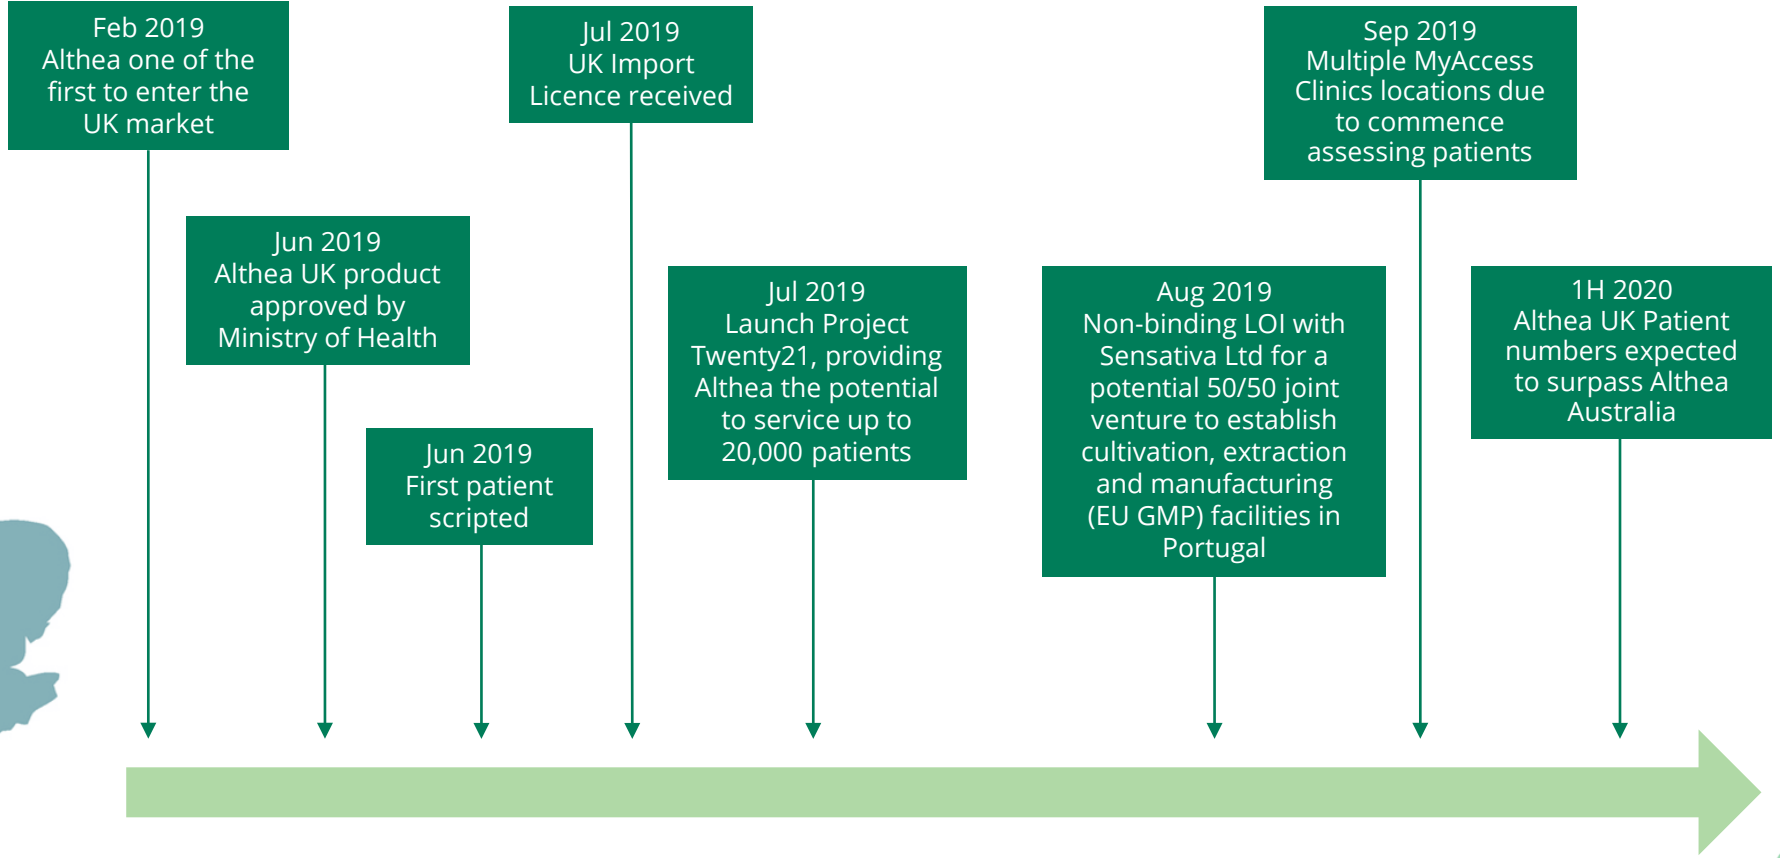 Feb 2019
Althea one of the
first to enter the
UK market
Jun 2019
Althea UK product
approved by
Ministry of Health
Jun 2019
First patient
scripted
Jul 2019
UK Import
Licence received
Jul 2019
Launch Project
Twenty21, providing
Althea the potential
to service up to
20,000 patients
Aug 2019
Non-binding LOI with
Sensativa Ltd for a
potential 50/50 joint
venture to establish
cultivation, extraction
and manufacturing
(EU GMP) facilities in
Portugal
Sep 2019
Multiple MyAccess
Clinics locations due
to commence
assessing patients
1H 2020
Althea UK Patient
numbers expected
to surpass Althea
Australia